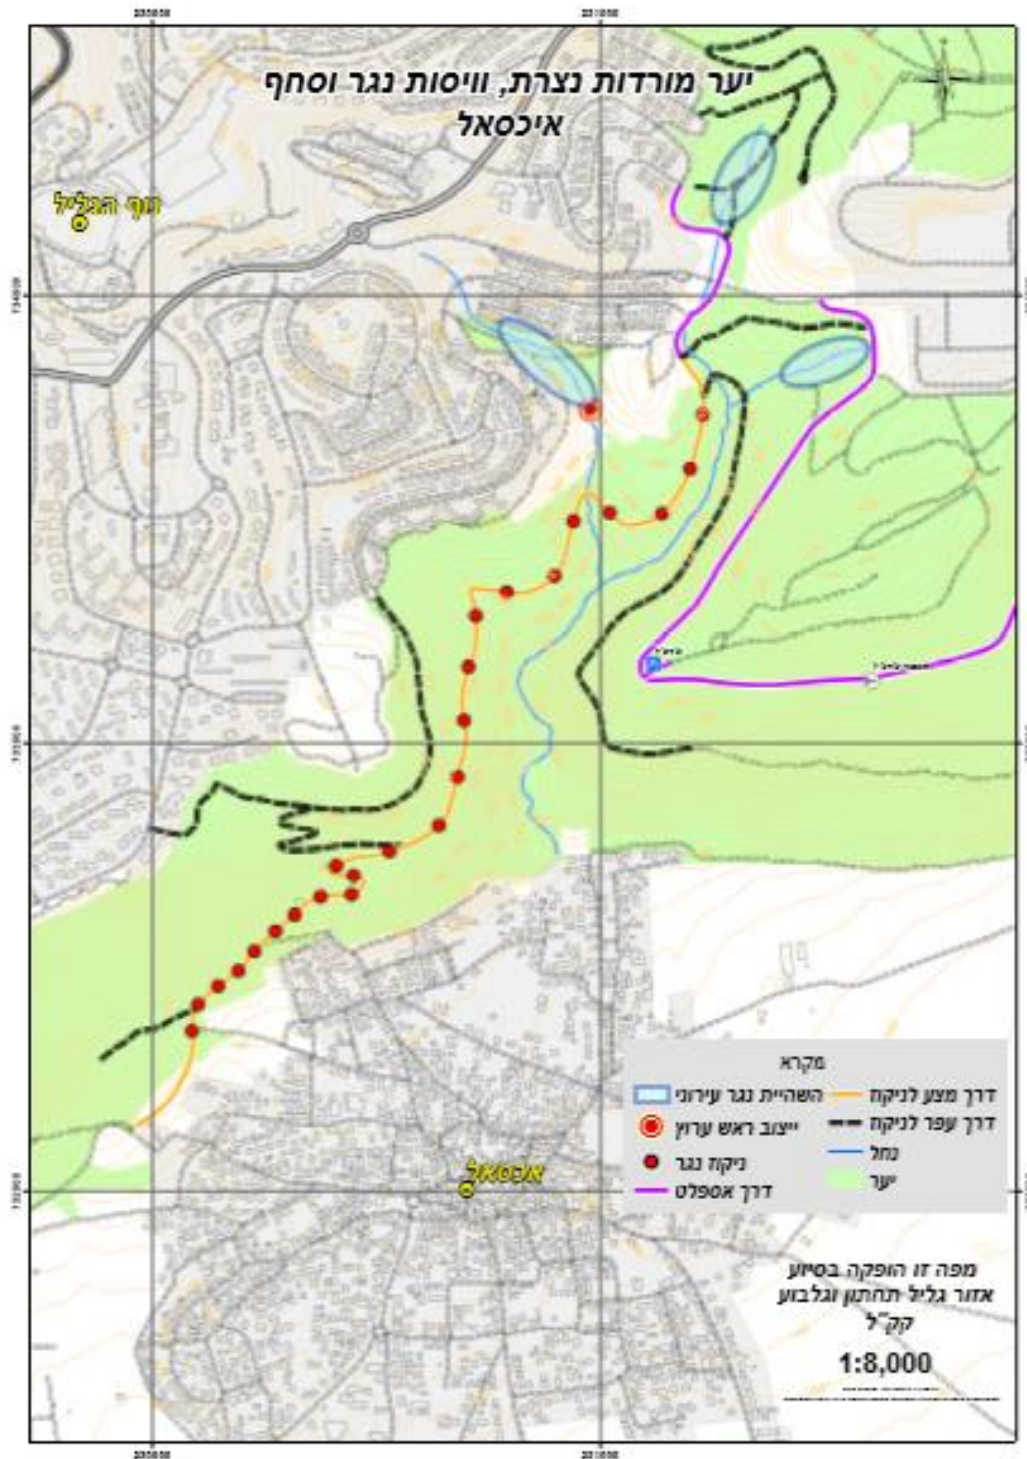 יער מורדות נצרת, וויסות נגר וסחף
איכסאל
נוף הגליל
אכסאל
מקרא
השהיית נגר עירוני
ייצוב ראש ערוץ
ניקוז נגר
דרך אספלט
דרך מצע לניקוז
דרך עפר לניקוז
נחל
יער
מפה זו הופקה בסיוע
אזור גליל תחתון וגלבוע
קק"ל
1:8,000